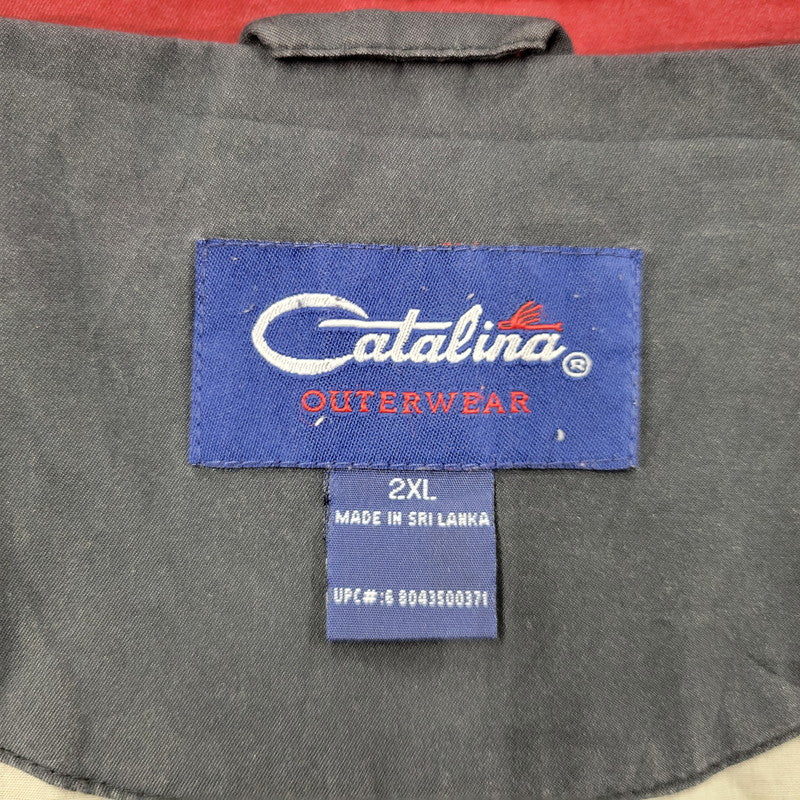 Catalina®
OUTERWEAR
2XL
MADE IN SRI LANKA
UPC#:6 8043500371